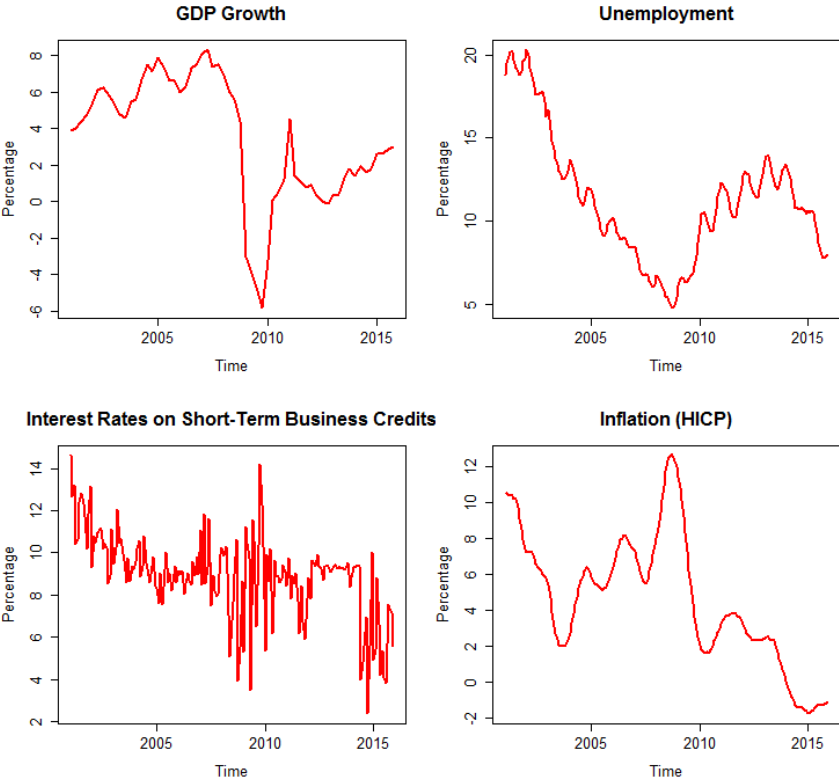 GDP Growth
Percentage
8
6
4
2
0
-2
-4
-6
2005 2010 2015
Time
Unemployment
Percentage
20
15
10
5
2005 2010 2015
Time
Interest Rates on Short-Term Business Credits
Percentage
14
12
10
8
6
4
2
2005 2010 2015
Time
Inflation (HICP)
Percentage
12
10
8
6
4
2
0
-2
2005 2010 2015
Time